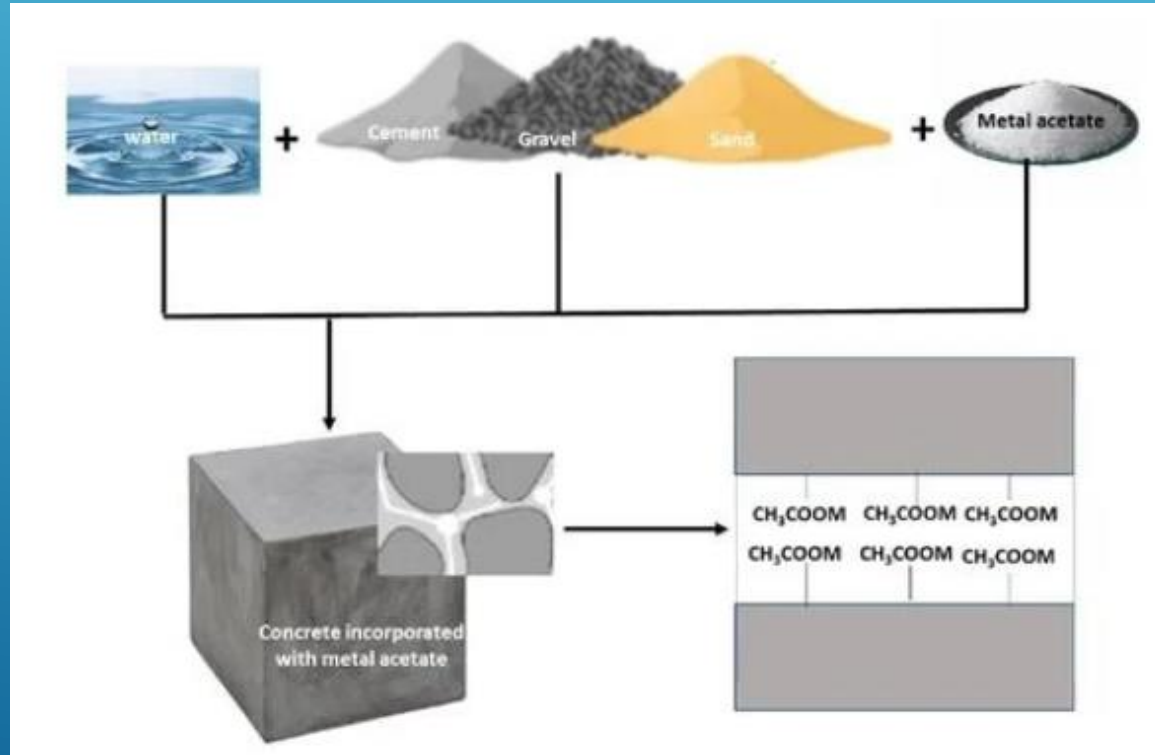 water
+
Cement
Gravel
Sand
+
Metal acetate
Concrete incorporated
with metal acetate
CH₃COOM CH₃COOM CH₃COOM
CH₃COOM CH₃COOM CH₃COOM